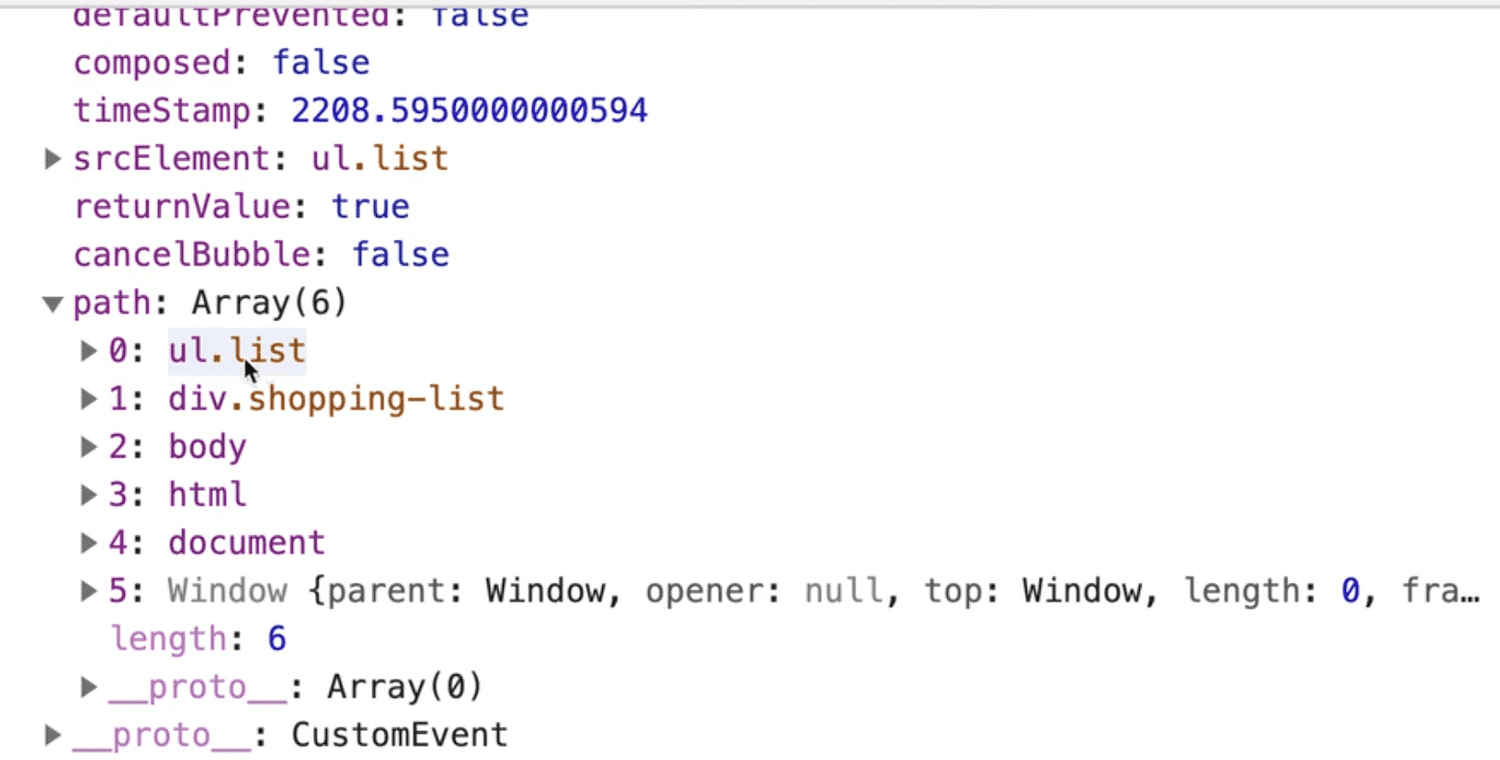 defaultPrevented: false
composed: false
timeStamp: 2208.5950000000594
srcElement: ul.list
returnValue: true
cancelBubble: false
path: Array(6)
0: ul.list
1: div.shopping-list
2: body
3: html
4: document
5: Window {parent: Window, opener: null, top: Window, length: 0, fra…
length: 6
__proto__: Array(0)
__proto__: CustomEvent